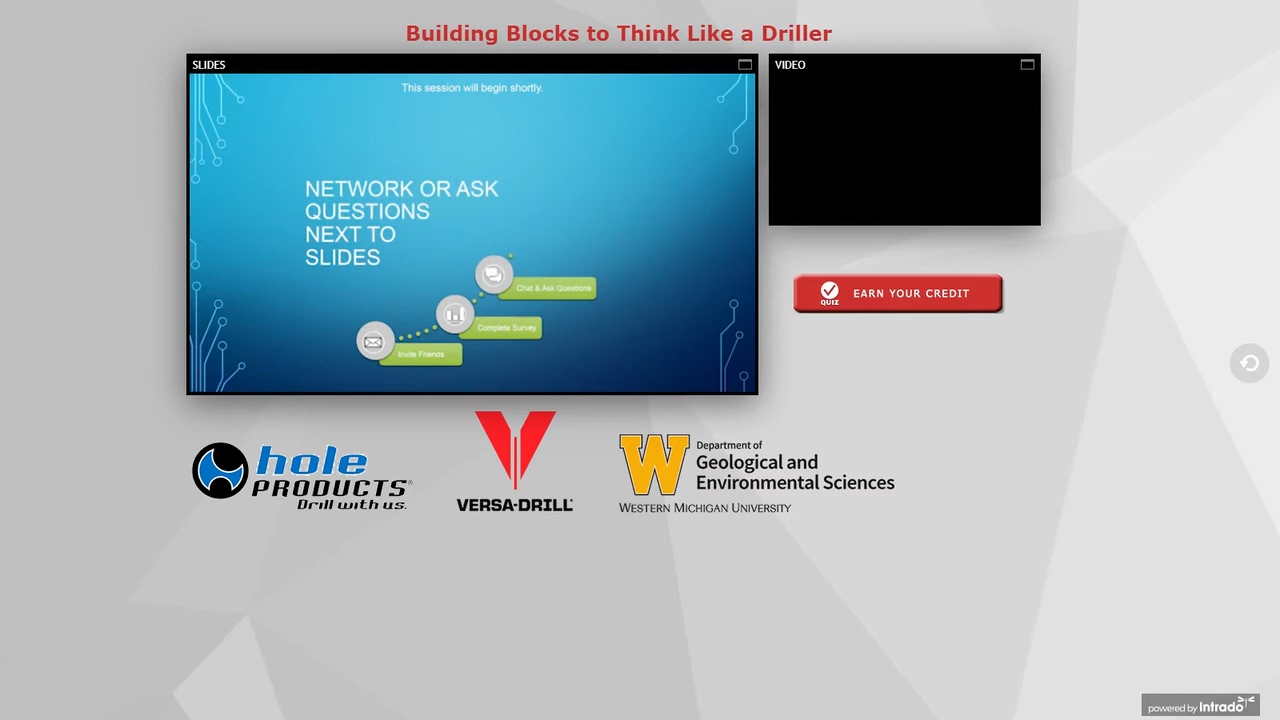 Building Blocks to Think Like a Driller
SLIDES
VIDEO
This session will begin shortly.
NETWORK OR ASK
QUESTIONS
NEXT TO
SLIDES
Chat & Ask Questions
Complete Survey
Invite Friends
QUIZ
EARN YOUR CREDIT
hole
PRODUCTS®
Drill with us.
V
VERSA-DRILL®
W
Department of
Geological and
Environmental Sciences
WESTERN MICHIGAN UNIVERSITY
powered by Intrado